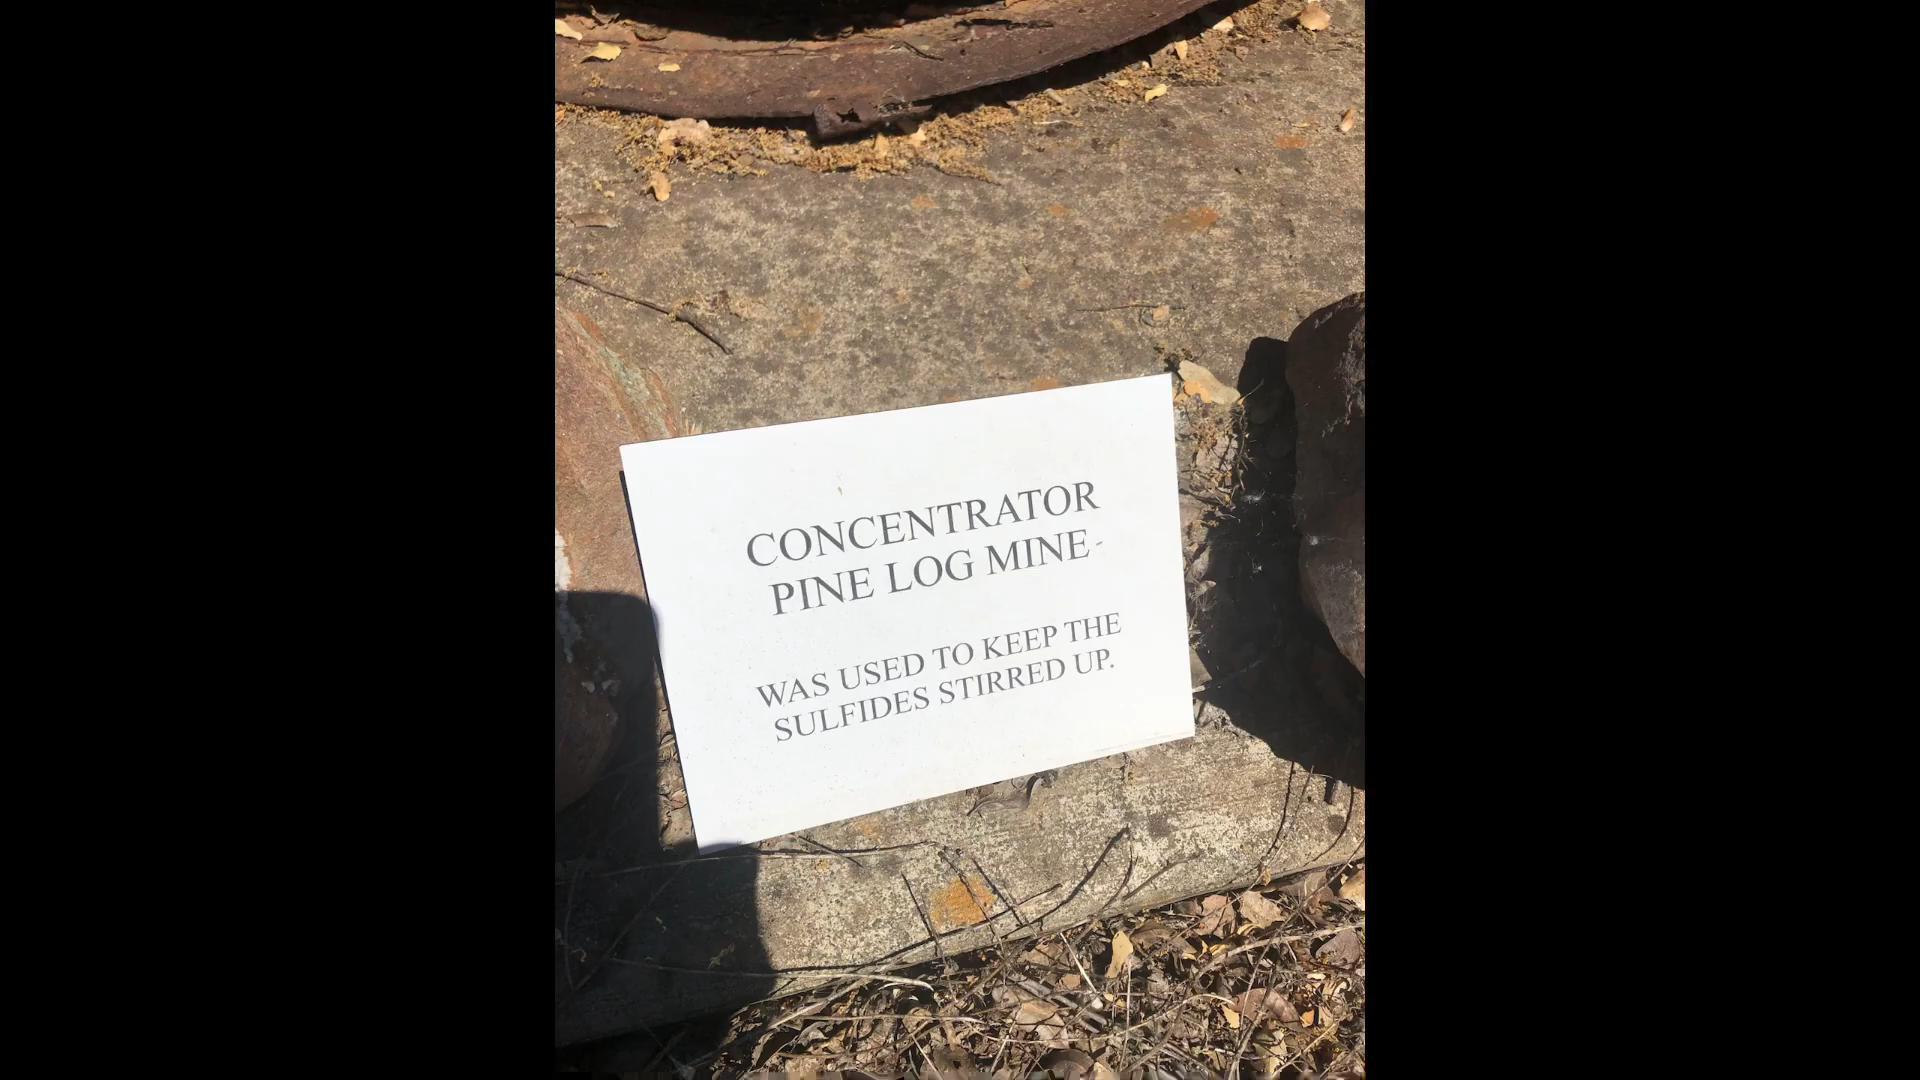 CONCENTRATOR
PINE LOG MINE-
WAS USED TO KEEP THE
SULFIDES STIRRED UP.